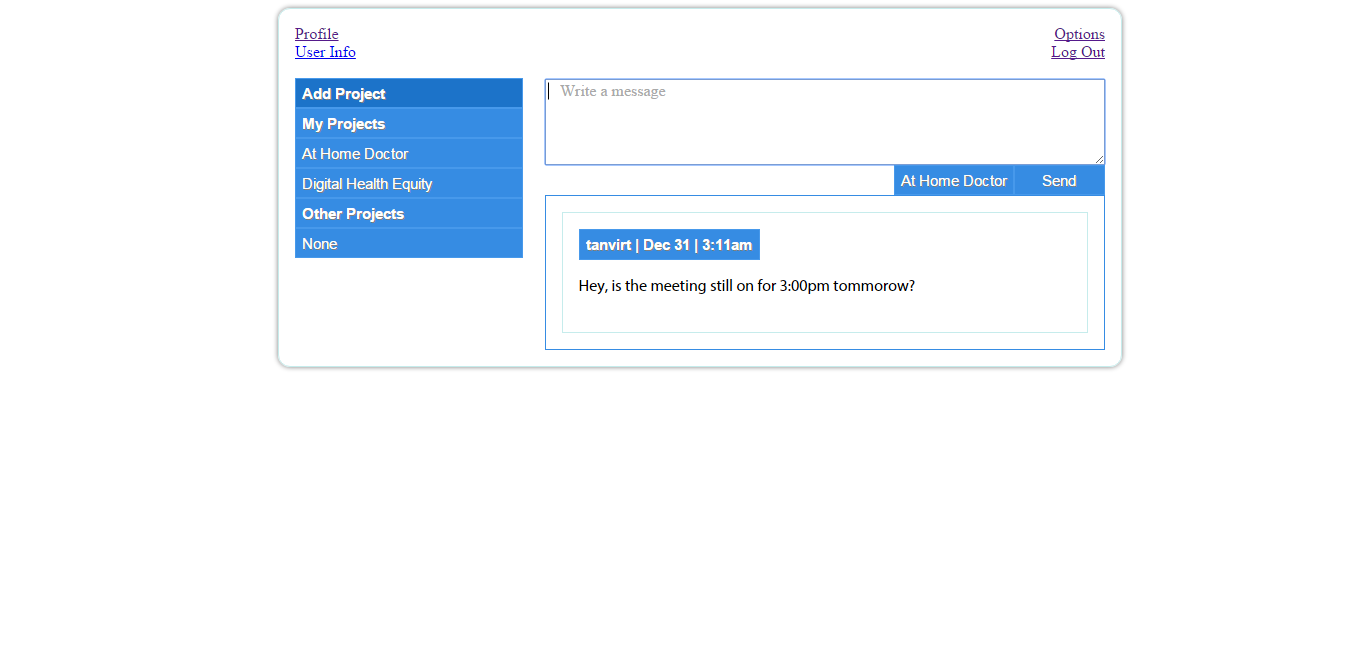 Profile
User Info
Options
Log Out
Add Project
My Projects
At Home Doctor
Digital Health Equity
Other Projects
None
Write a message
At Home Doctor
Send
tanvirt | Dec 31 | 3:11am
Hey, is the meeting still on for 3:00pm tommorow?